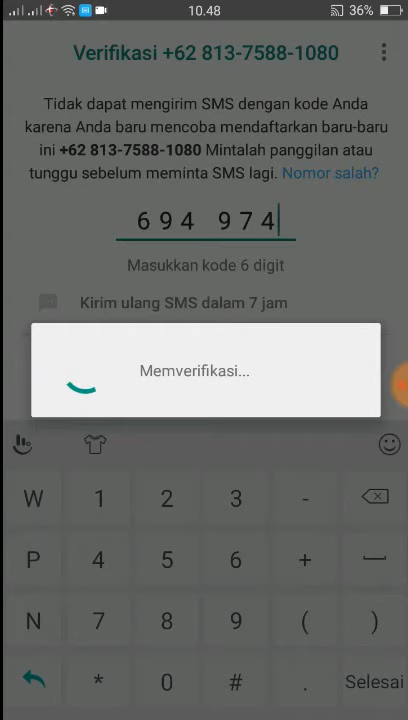 10.48
36%
Verifikasi +62 813-7588-1080
Tidak dapat mengirim SMS dengan kode Anda
karena Anda baru mencoba mendaftarkan baru-baru
ini +62 813-7588-1080 Mintalah panggilan atau
tunggu sebelum meminta SMS lagi. Nomor salah?
694 974
Masukkan kode 6 digit
Kirim ulang SMS dalam 7 jam
Memverifikasi...
W 1 2 3 -
P 4 5 6 +
N 7 8 9 ( )
* 0 # . Selesai